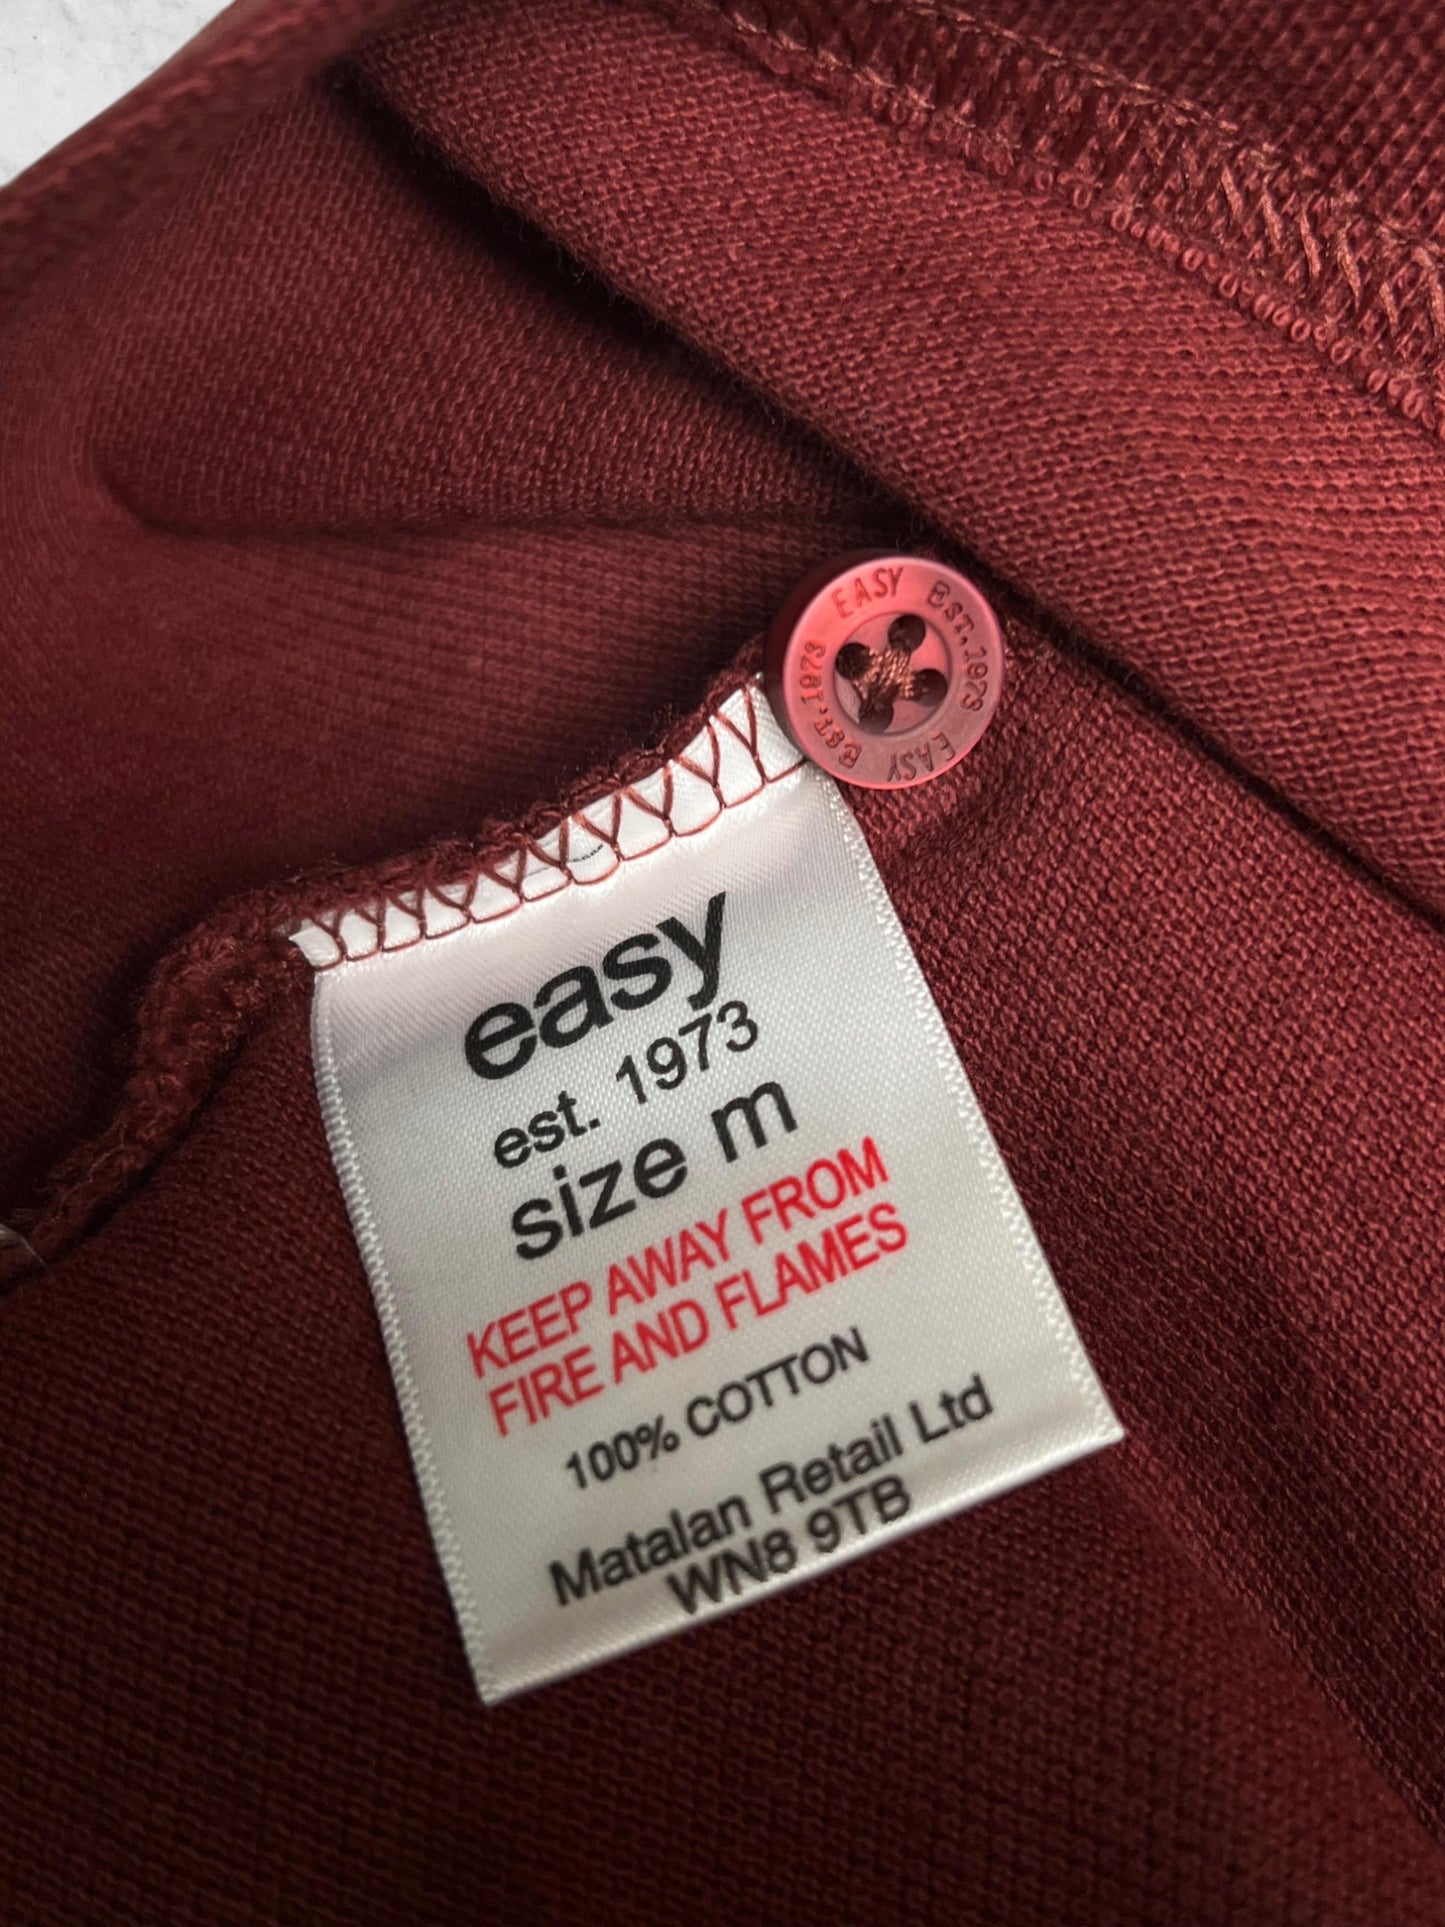 EASY EST.1973 EASY EST.1973
easy
est. 1973
size m
KEEP AWAY FROM
FIRE AND FLAMES
100% COTTON
Matalan Retail Ltd
WN8 9TB